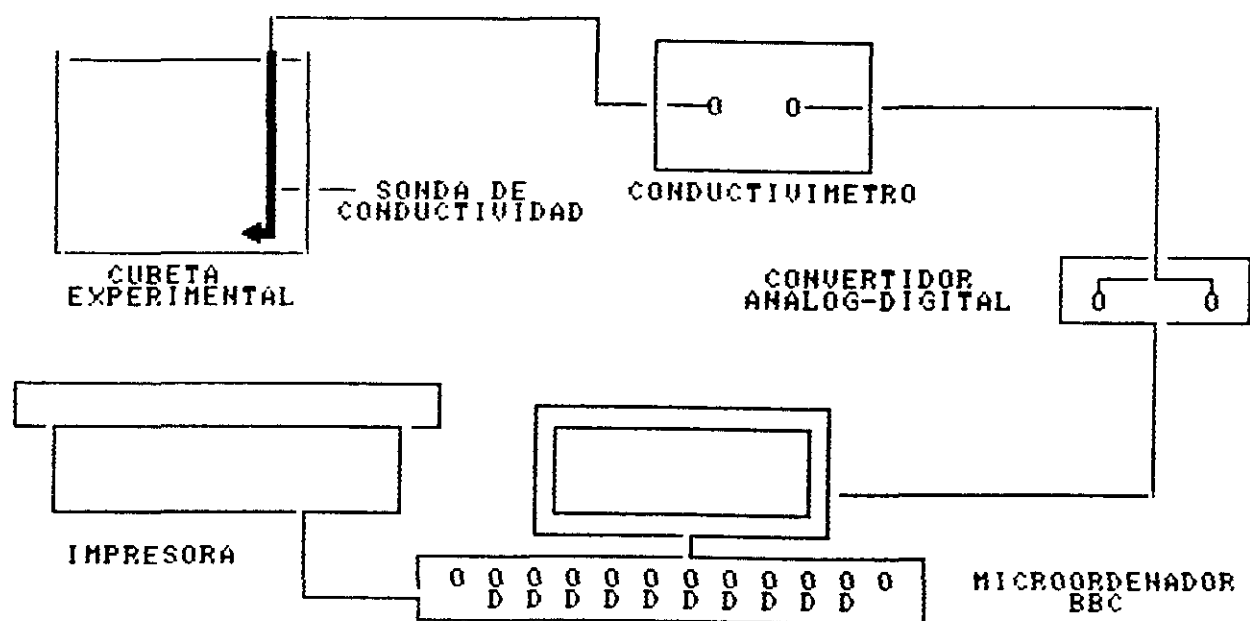 SONDA DE
CONDUCTIVIDAD
CONDUCTIVIMETRO
CUBETA
EXPERIMENTAL
CONVERTIDOR
ANALOG-DIGITAL
O O
O O
IMPRESORA
O O O O O O O O O O O O
D D D D D D D D D D
MICROORDENADOR
BBC